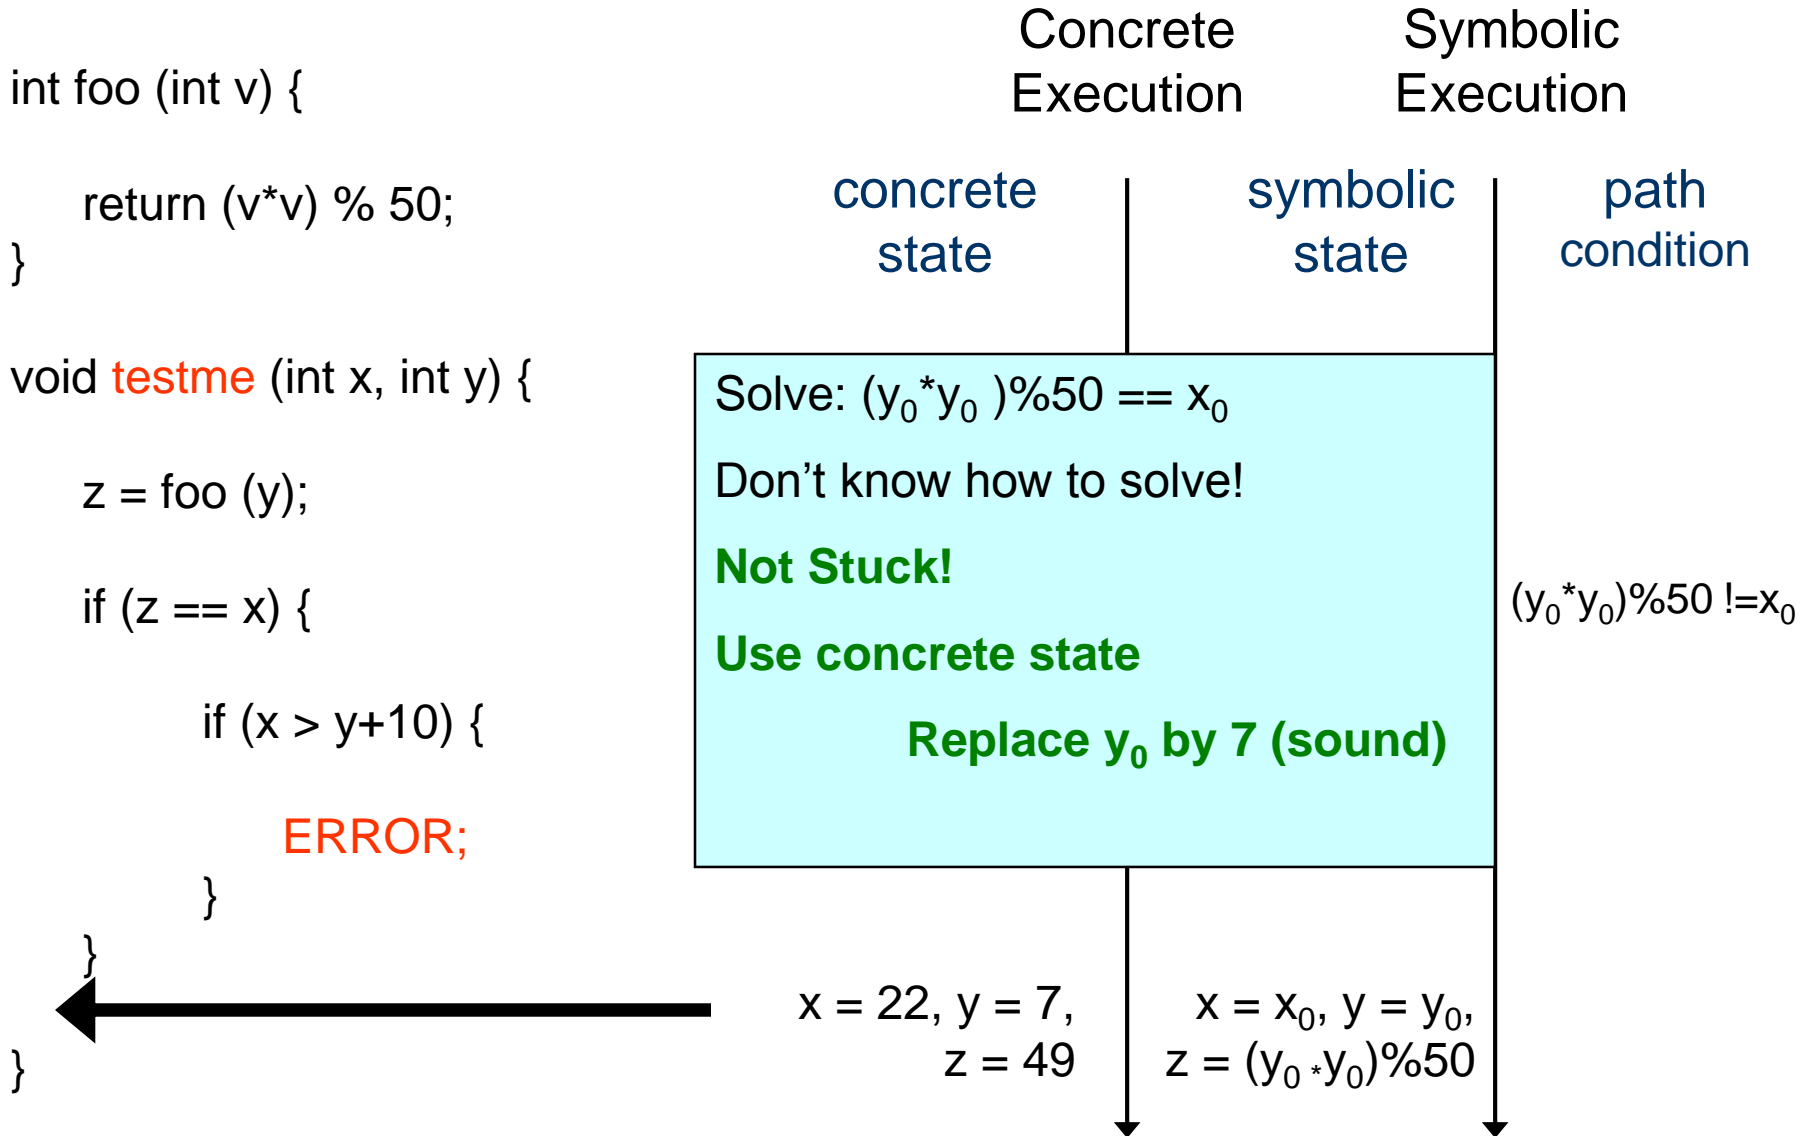 Concrete
Execution
Symbolic
Execution
int foo (int v) {
return (v*v) % 50;
}
void testme (int x, int y) {
z = foo (y);
if (z == x) {
if (x > y+10) {
ERROR;
}
}
}
concrete
state
symbolic
state
path
condition
Solve: (y₀*y₀ )%50 == x₀
Don’t know how to solve!
Not Stuck!
Use concrete state
Replace y₀ by 7 (sound)
(y₀*y₀)%50 !=x₀
x = 22, y = 7,
z = 49
x = x₀, y = y₀,
z = (y₀ *y₀)%50